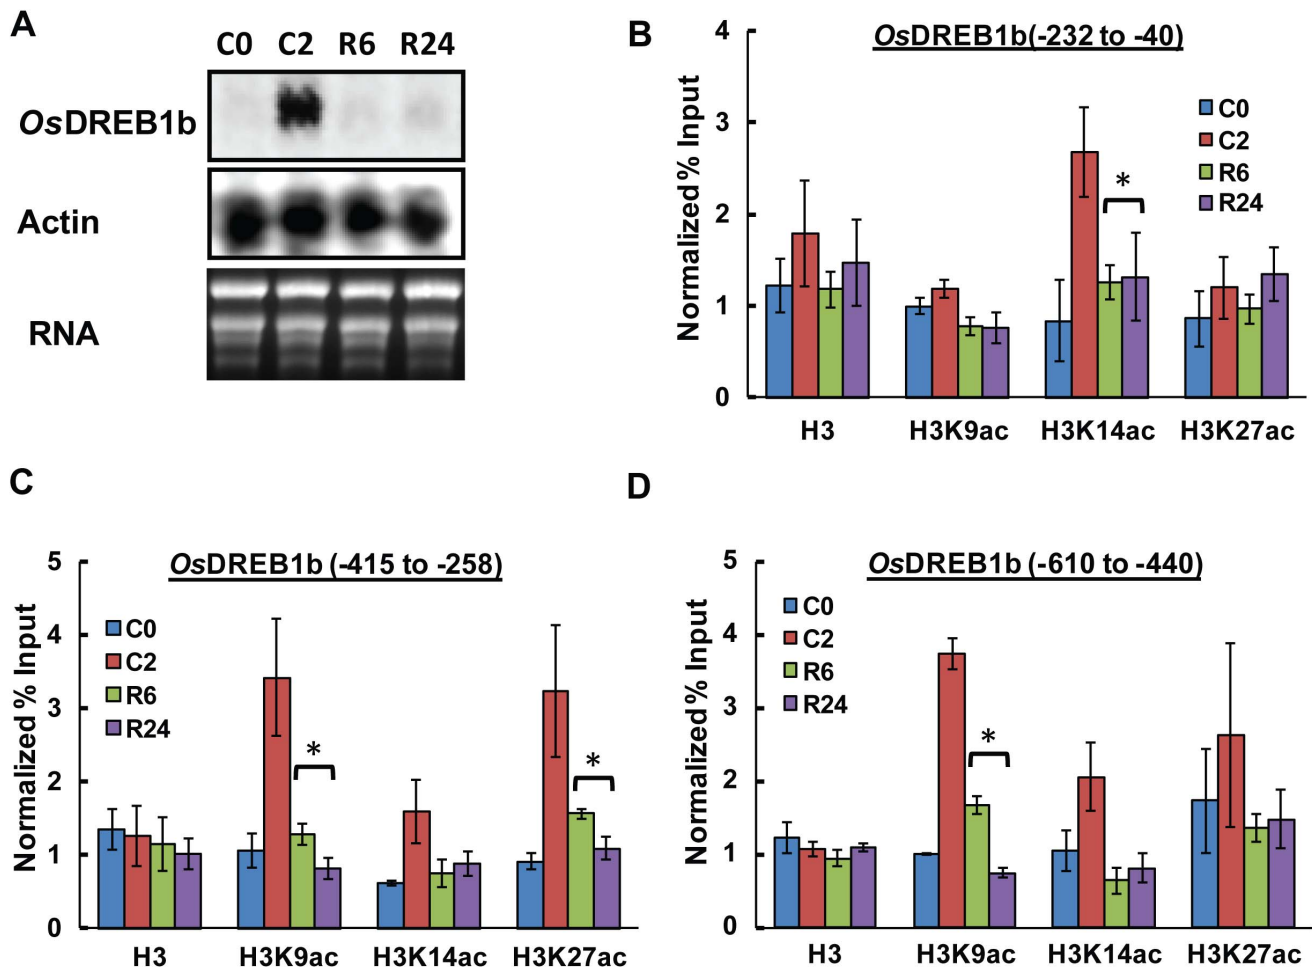 A
C0 C2 R6 R24
OsDREB1b
Actin
RNA
B
OsDREB1b(-232 to -40)
Normalized % Input
4
3
2
1
0
C0
C2
R6
R24
*
H3 H3K9ac H3K14ac H3K27ac
C
OsDREB1b (-415 to -258)
Normalized % Input
5
4
3
2
1
0
C0
C2
R6
R24
*
*
H3 H3K9ac H3K14ac H3K27ac
D
OsDREB1b (-610 to -440)
Normalized % Input
5
4
3
2
1
0
C0
C2
R6
R24
*
H3 H3K9ac H3K14ac H3K27ac